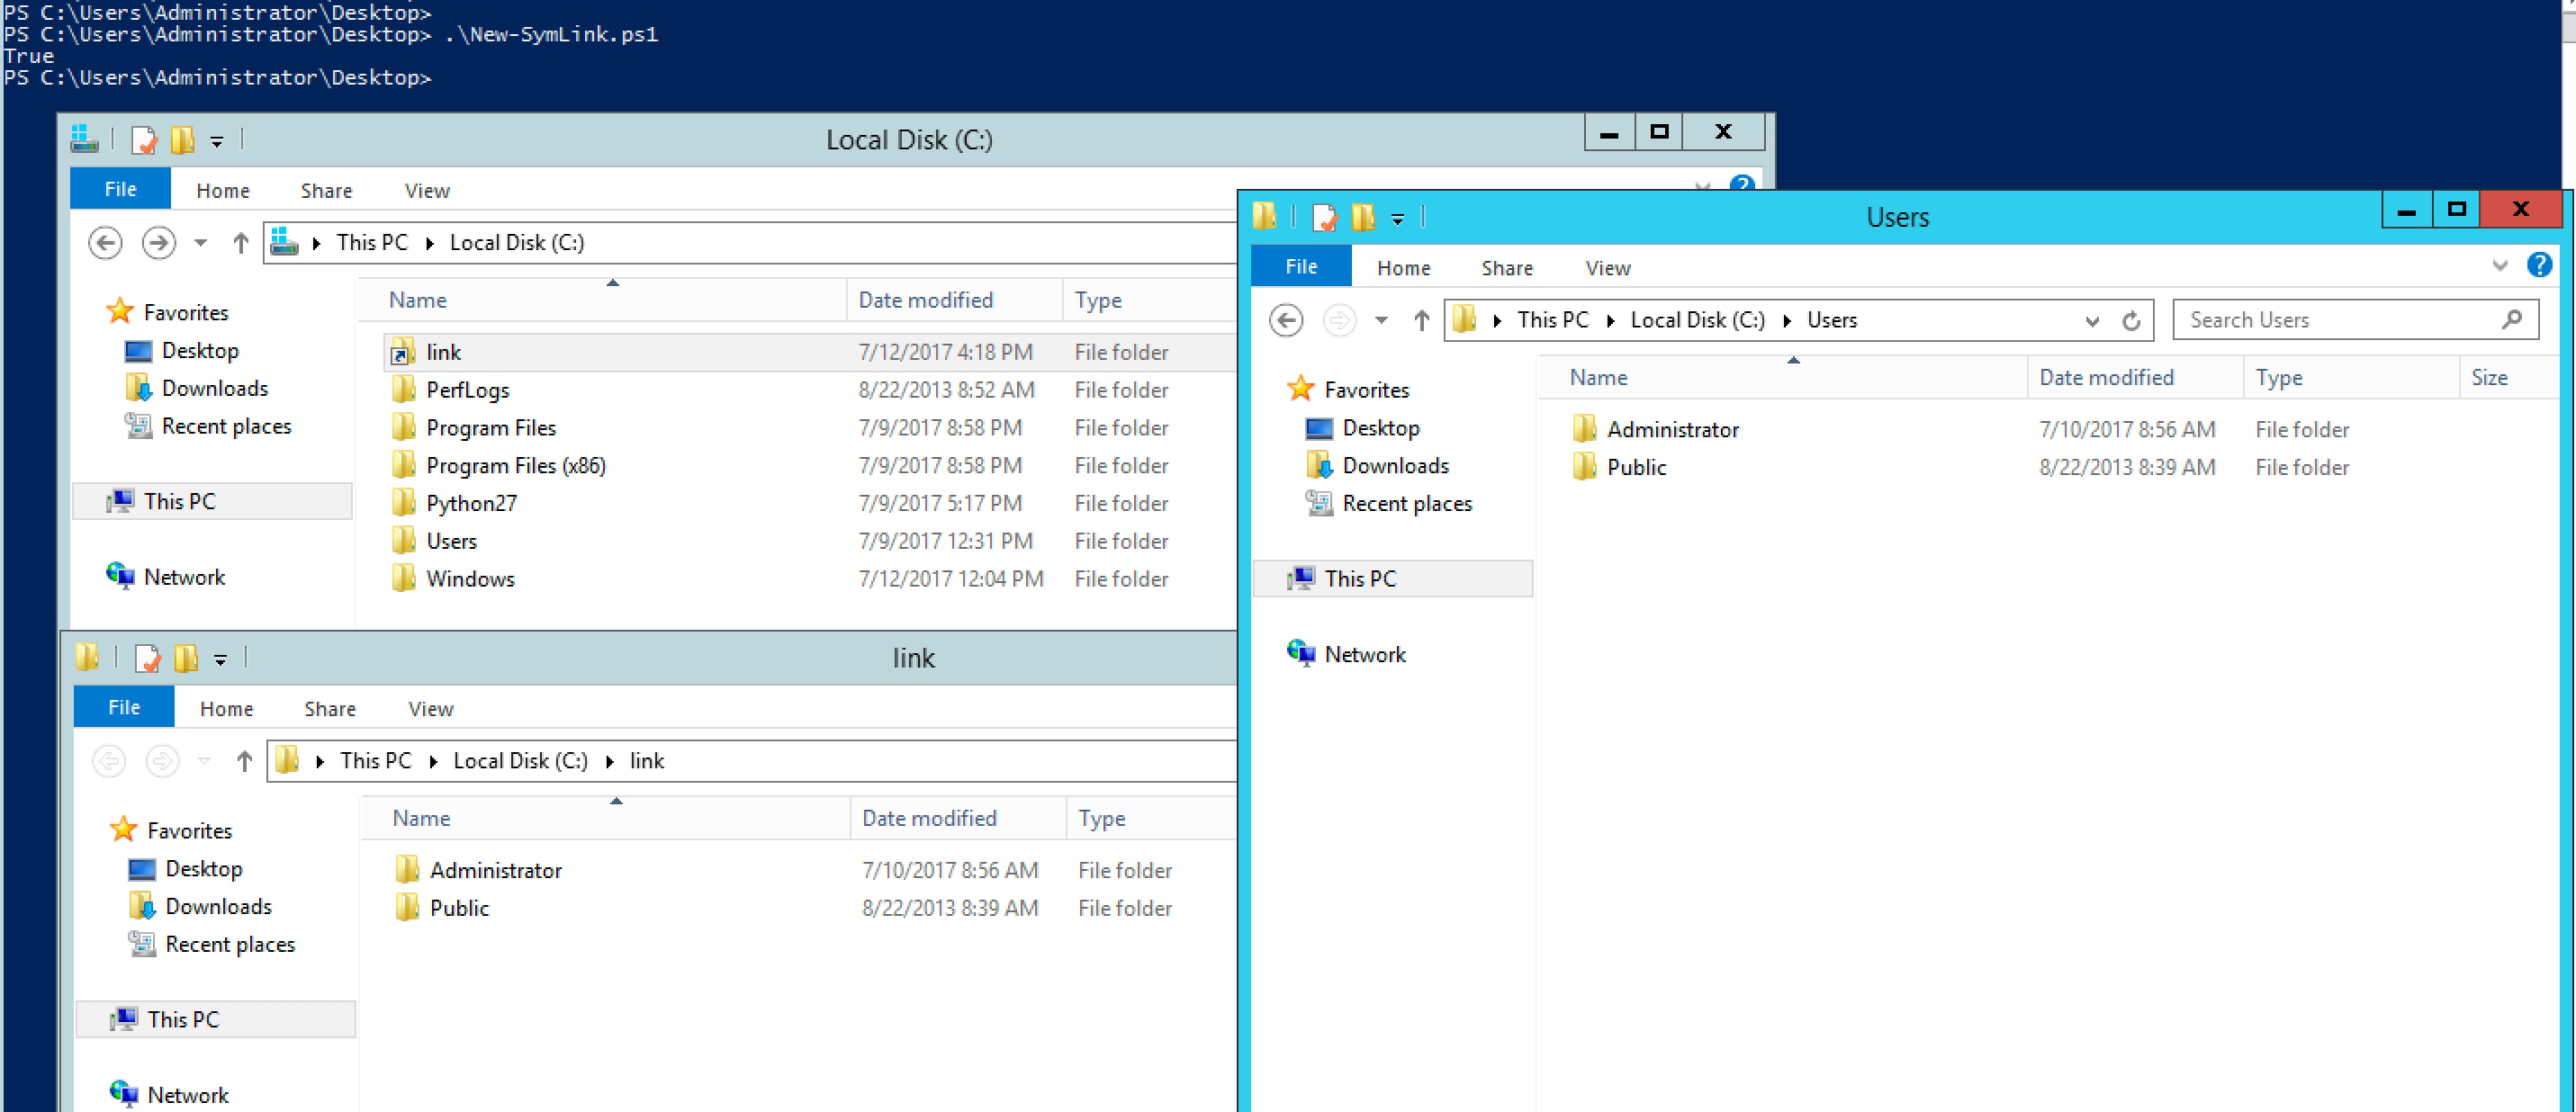 PS C:\Users\Administrator\Desktop>
PS C:\Users\Administrator\Desktop> .\New-SymLink.ps1
True
PS C:\Users\Administrator\Desktop>
Local Disk (C:)
File Home Share View
This PC Local Disk (C:)
Name Date modified Type
Favorites
Desktop
Downloads
Recent places
This PC
Network
link 7/12/2017 4:18 PM File folder
PerfLogs 8/22/2013 8:52 AM File folder
Program Files 7/9/2017 8:58 PM File folder
Program Files (x86) 7/9/2017 8:58 PM File folder
Python27 7/9/2017 5:17 PM File folder
Users 7/9/2017 12:31 PM File folder
Windows 7/12/2017 12:04 PM File folder
link
File Home Share View
This PC Local Disk (C:) link
Name Date modified Type
Favorites
Desktop
Downloads
Recent places
This PC
Network
Administrator 7/10/2017 8:56 AM File folder
Public 8/22/2013 8:39 AM File folder
Users
File Home Share View
This PC Local Disk (C:) Users
Search Users
Name Date modified Type Size
Favorites
Desktop
Downloads
Recent places
This PC
Network
Administrator 7/10/2017 8:56 AM File folder
Public 8/22/2013 8:39 AM File folder